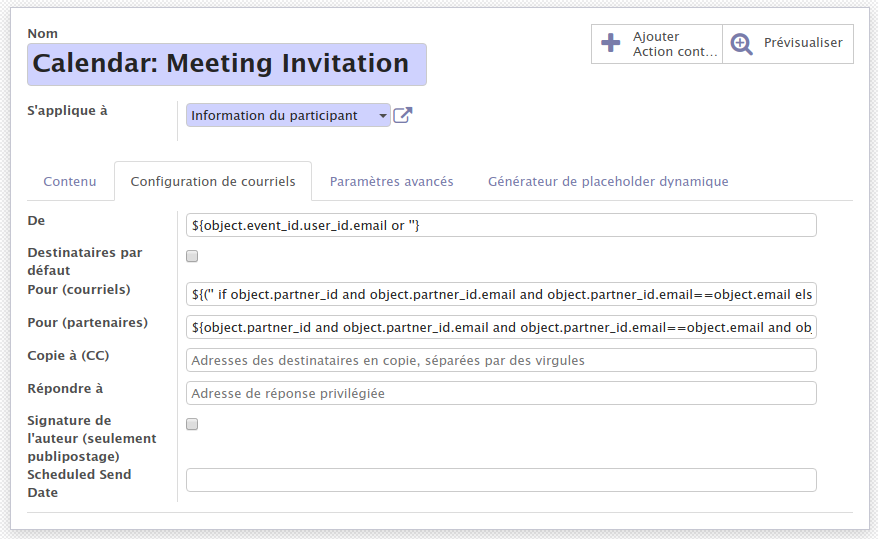 Nom
Calendar: Meeting Invitation
Ajouter
Action cont...
Prévisualiser
S'applique à
Information du participant
Contenu
Configuration de courriels
Paramètres avancés
Générateur de placeholder dynamique
De
${object.event_id.user_id.email or ''}
Destinataires par
défaut
Pour (courriels)
${('' if object.partner_id and object.partner_id.email and object.partner_id.email==object.email els
Pour (partenaires)
${object.partner_id and object.partner_id.email and object.partner_id.email==object.email and ob
Copie à (CC)
Adresses des destinataires en copie, séparées par des virgules
Répondre à
Adresse de réponse privilégiée
Signature de
l'auteur (seulement
publipostage)
Scheduled Send
Date